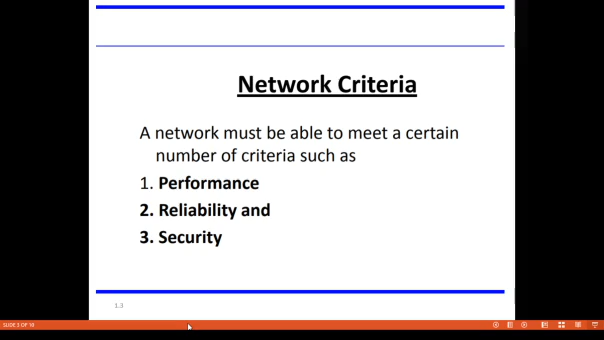 Network Criteria
A network must be able to meet a certain
number of criteria such as
1. Performance
2. Reliability and
3. Security
1.3
SLIDE 3 OF 10